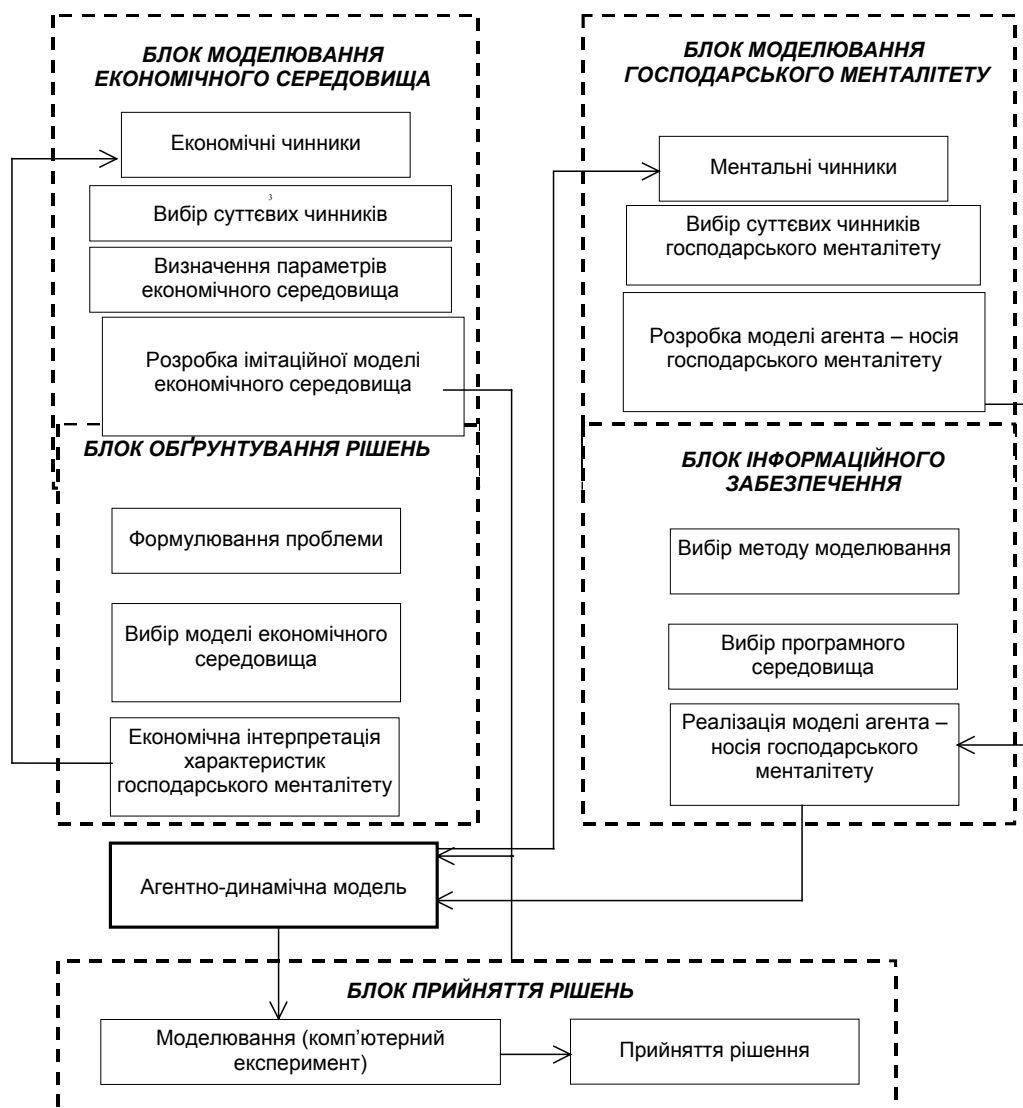 БЛОК МОДЕЛЮВАННЯ
ЕКОНОМІЧНОГО СЕРЕДОВИЩА
Економічні чинники
3
Вибір суттєвих чинників
Визначення параметрів
економічного середовища
Розробка імітаційної моделі
економічного середовища
БЛОК МОДЕЛЮВАННЯ
ГОСПОДАРСЬКОГО МЕНТАЛІТЕТУ
Ментальні чинники
Вибір суттєвих чинників
господарського менталітету
Розробка моделі агента – носія
господарського менталітету
БЛОК ОБҐРУНТУВАННЯ РІШЕНЬ
Формулювання проблеми
Вибір моделі економічного
середовища
Економічна інтерпретація
характеристик
господарського менталітету
БЛОК ІНФОРМАЦІЙНОГО
ЗАБЕЗПЕЧЕННЯ
Вибір методу моделювання
Вибір програмного
середовища
Реалізація моделі агента –
носія господарського
менталітету
Агентно-динамічна модель
БЛОК ПРИЙНЯТТЯ РІШЕНЬ
Моделювання (комп’ютерний
експеримент)
Прийняття рішення